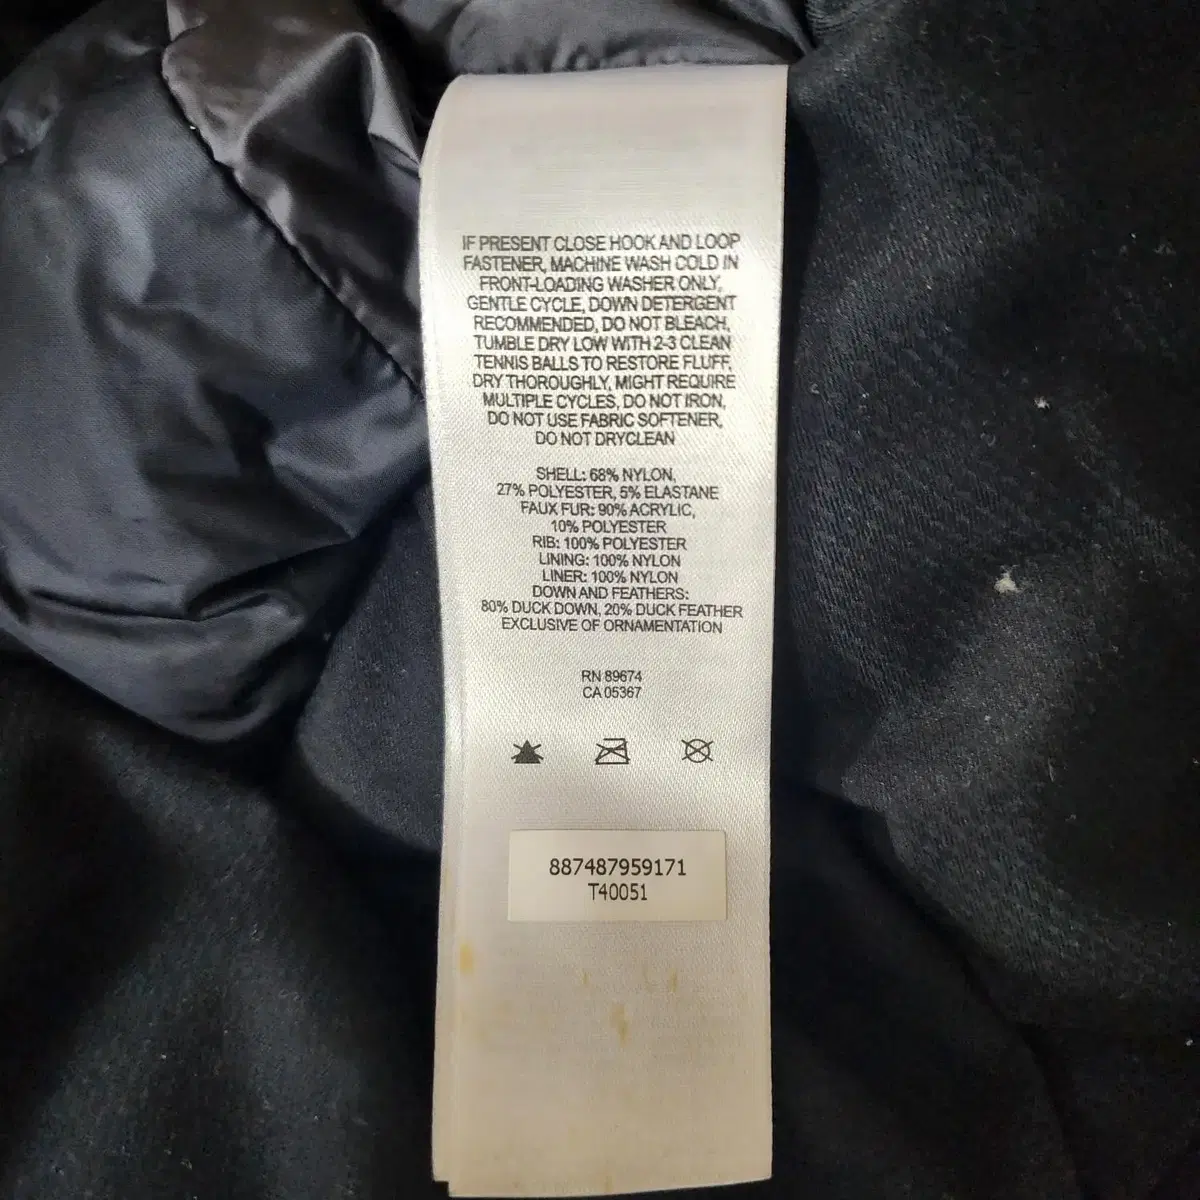 IF PRESENT CLOSE HOOK AND LOOP
FASTENER, MACHINE WASH COLD IN
FRONT-LOADING WASHER ONLY,
GENTLE CYCLE, DOWN DETERGENT
RECOMMENDED, DO NOT BLEACH,
TUMBLE DRY LOW WITH 2-3 CLEAN
TENNIS BALLS TO RESTORE FLUFF,
DRY THOROUGHLY, MIGHT REQUIRE
MULTIPLE CYCLES, DO NOT IRON,
DO NOT USE FABRIC SOFTENER,
DO NOT DRYCLEAN
SHELL: 68% NYLON,
27% POLYESTER, 5% ELASTANE
FAUX FUR: 90% ACRYLIC,
10% POLYESTER
RIB: 100% POLYESTER
LINING: 100% NYLON
LINER: 100% NYLON
DOWN AND FEATHERS:
80% DUCK DOWN, 20% DUCK FEATHER
EXCLUSIVE OF ORNAMENTATION
RN 89674
CA 05367
887487959171
T40051